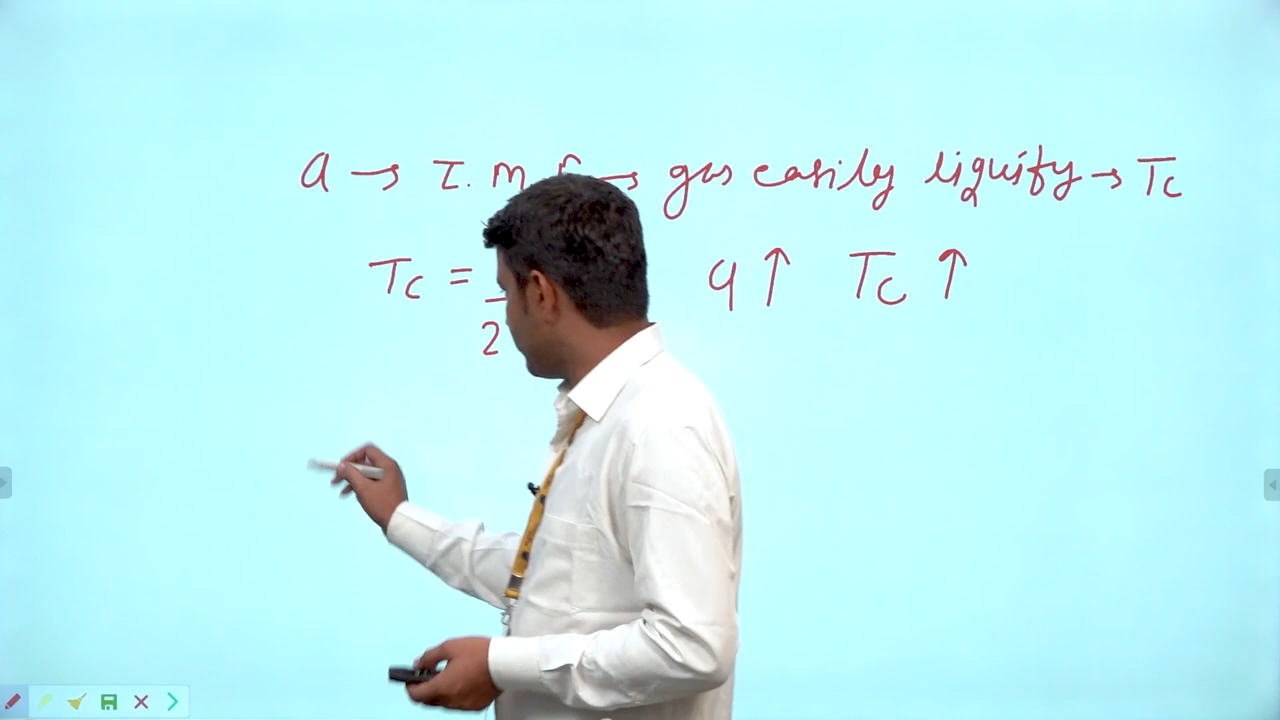 a → I. M. F → gas easily liquify → Tc
Tc = 2 a ↑ Tc ↑